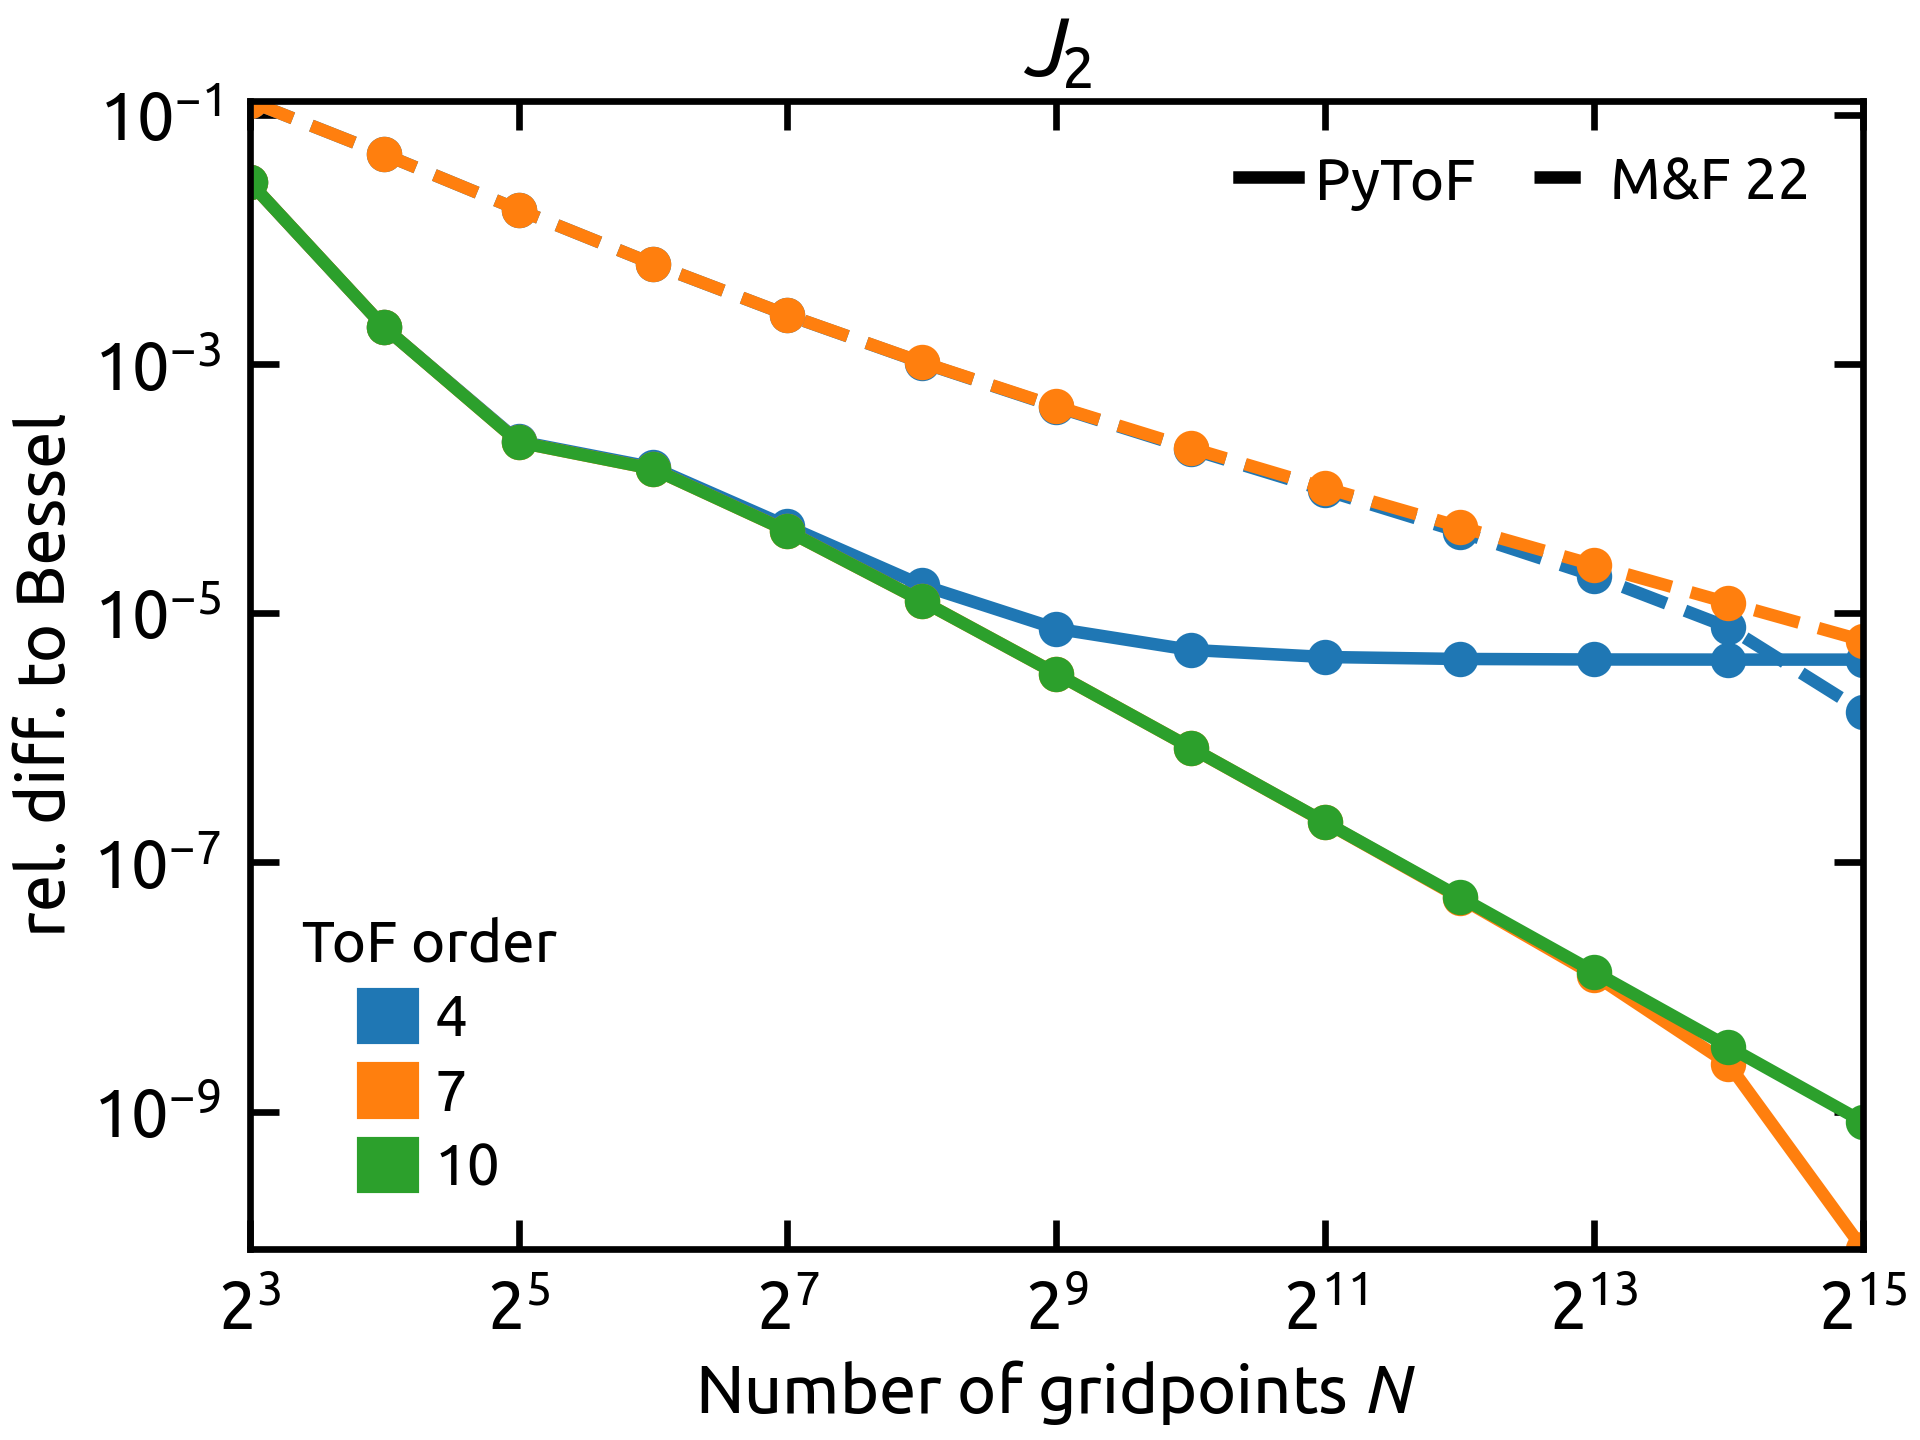 J₂
10⁻¹
10⁻³
10⁻⁵
10⁻⁷
10⁻⁹
rel. diff. to Bessel
PyToF
M&F 22
ToF order
4
7
10
2³ 2⁵ 2⁷ 2⁹ 2¹¹ 2¹³ 2¹⁵
Number of gridpoints N